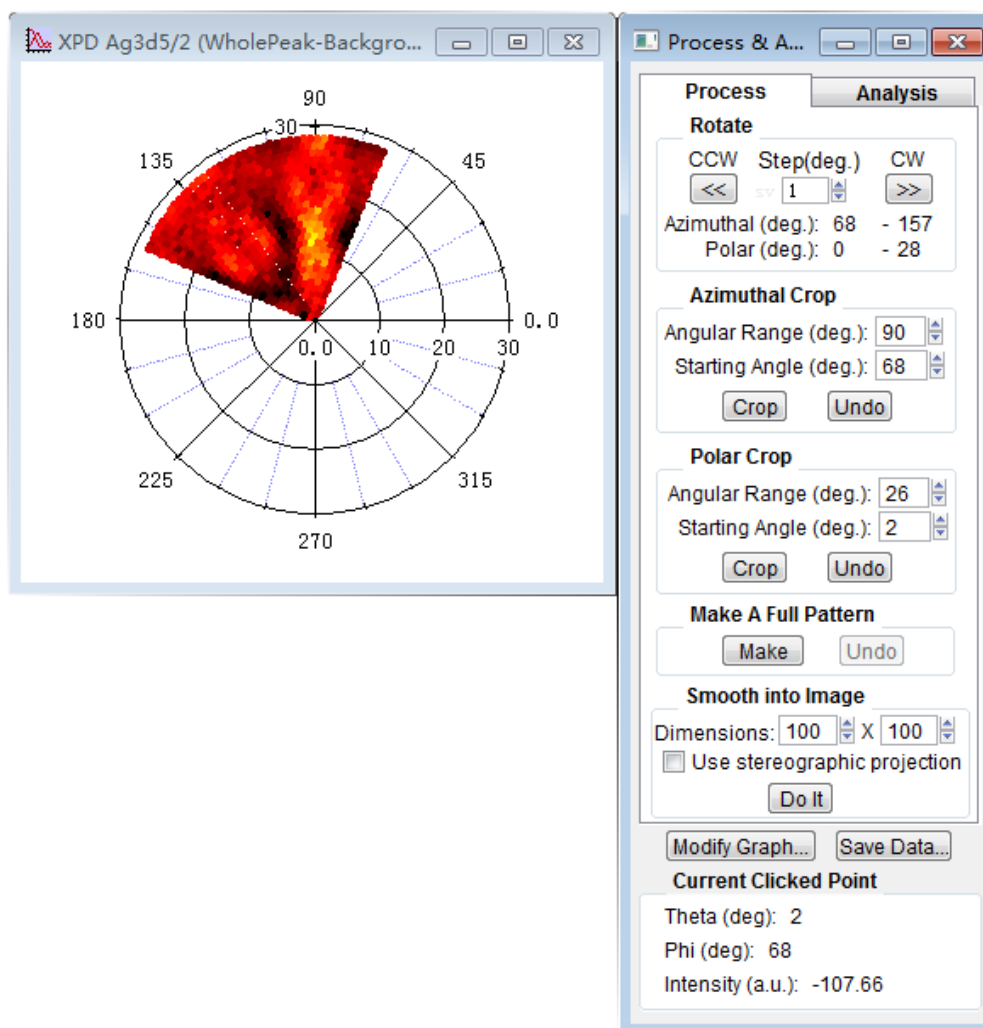 XPD Ag3d5/2 (WholePeak-Backgro...
90
30
135
45
180
0.0
0.0 10 20 30
225
315
270
Process & A...
Process Analysis
Rotate
CCW Step(deg.) CW
<< 1 >>
Azimuthal (deg.): 68 - 157
Polar (deg.): 0 - 28
Azimuthal Crop
Angular Range (deg.): 90
Starting Angle (deg.): 68
Crop Undo
Polar Crop
Angular Range (deg.): 26
Starting Angle (deg.): 2
Crop Undo
Make A Full Pattern
Make Undo
Smooth into Image
Dimensions: 100 X 100
Use stereographic projection
Do It
Modify Graph... Save Data...
Current Clicked Point
Theta (deg): 2
Phi (deg): 68
Intensity (a.u.): -107.66